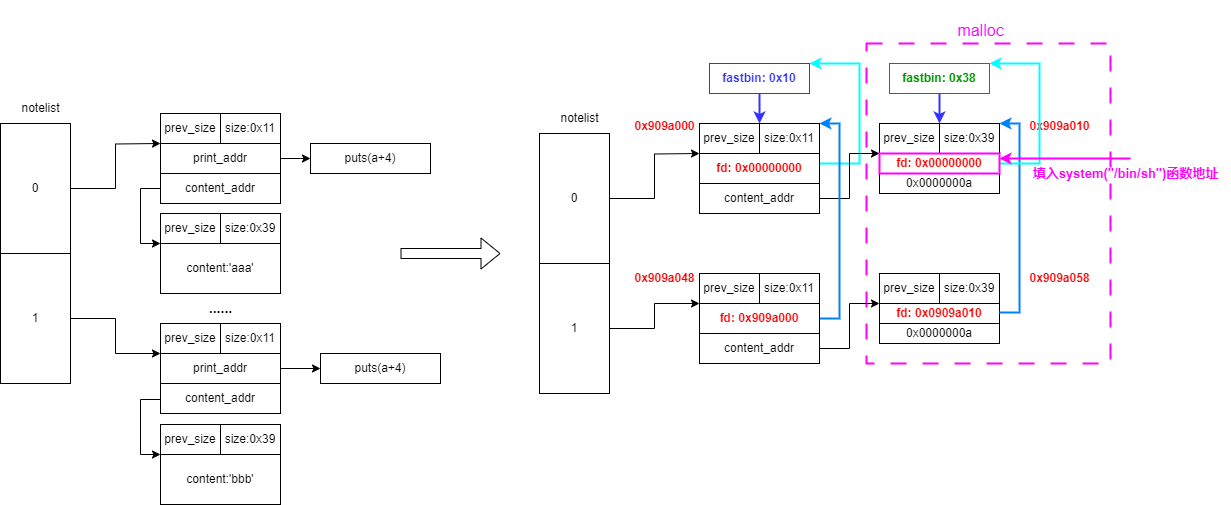 notelist
0
1
prev_size
size:0x11
print_addr
content_addr
puts(a+4)
prev_size
size:0x39
content:'aaa'
......
prev_size
size:0x11
print_addr
content_addr
puts(a+4)
prev_size
size:0x39
content:'bbb'
malloc
fastbin: 0x10
fastbin: 0x38
notelist
0
1
0x909a000
prev_size
size:0x11
fd: 0x00000000
content_addr
prev_size
size:0x39
0x909a010
fd: 0x00000000
0x0000000a
填入system("/bin/sh")函数地址
0x909a048
prev_size
size:0x11
fd: 0x909a000
content_addr
prev_size
size:0x39
0x909a058
fd: 0x0909a010
0x0000000a